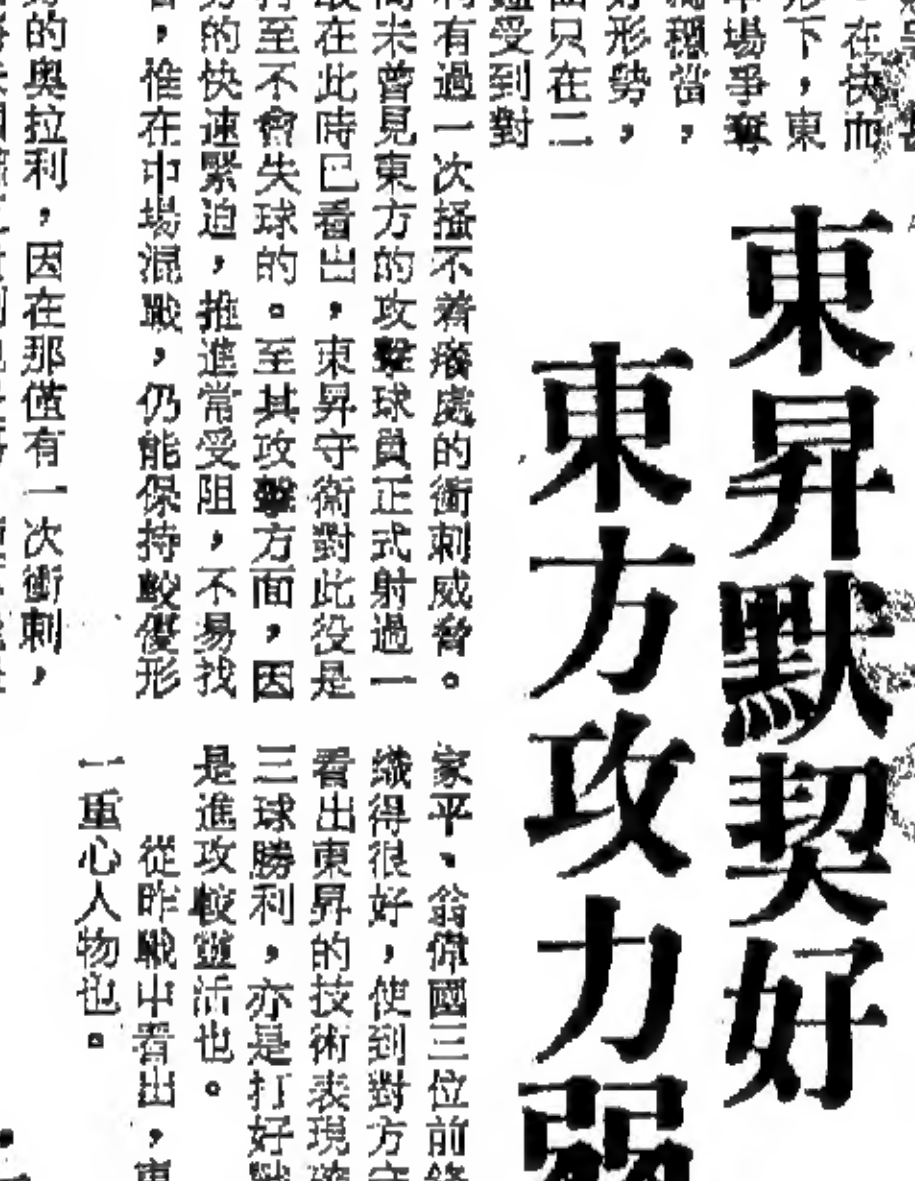 東昇默契好
東方攻力弱
在快而
形下，東
中場爭奪
稱當，
好形勢，
面只在二
受到對
有過一次搔不着癢處的衝刺威脅。
未曾見東方的攻擊球員正式射過一
在此時已看出，東昇守衛對此役是
至不會失球的。至其攻擊方面，因
的快速緊迫，推進常受阻，不易找
，惟在中場混戰，仍能保持較優形
的奧拉利，因在那僅有一次衝刺，
家平、翁偉國三位前鋒
織得很好，使到對方守
看出東昇的技術表現確
三球勝利，亦是打好戰
是進攻較靈活也。
從昨戰中看出，東
一重心人物也。